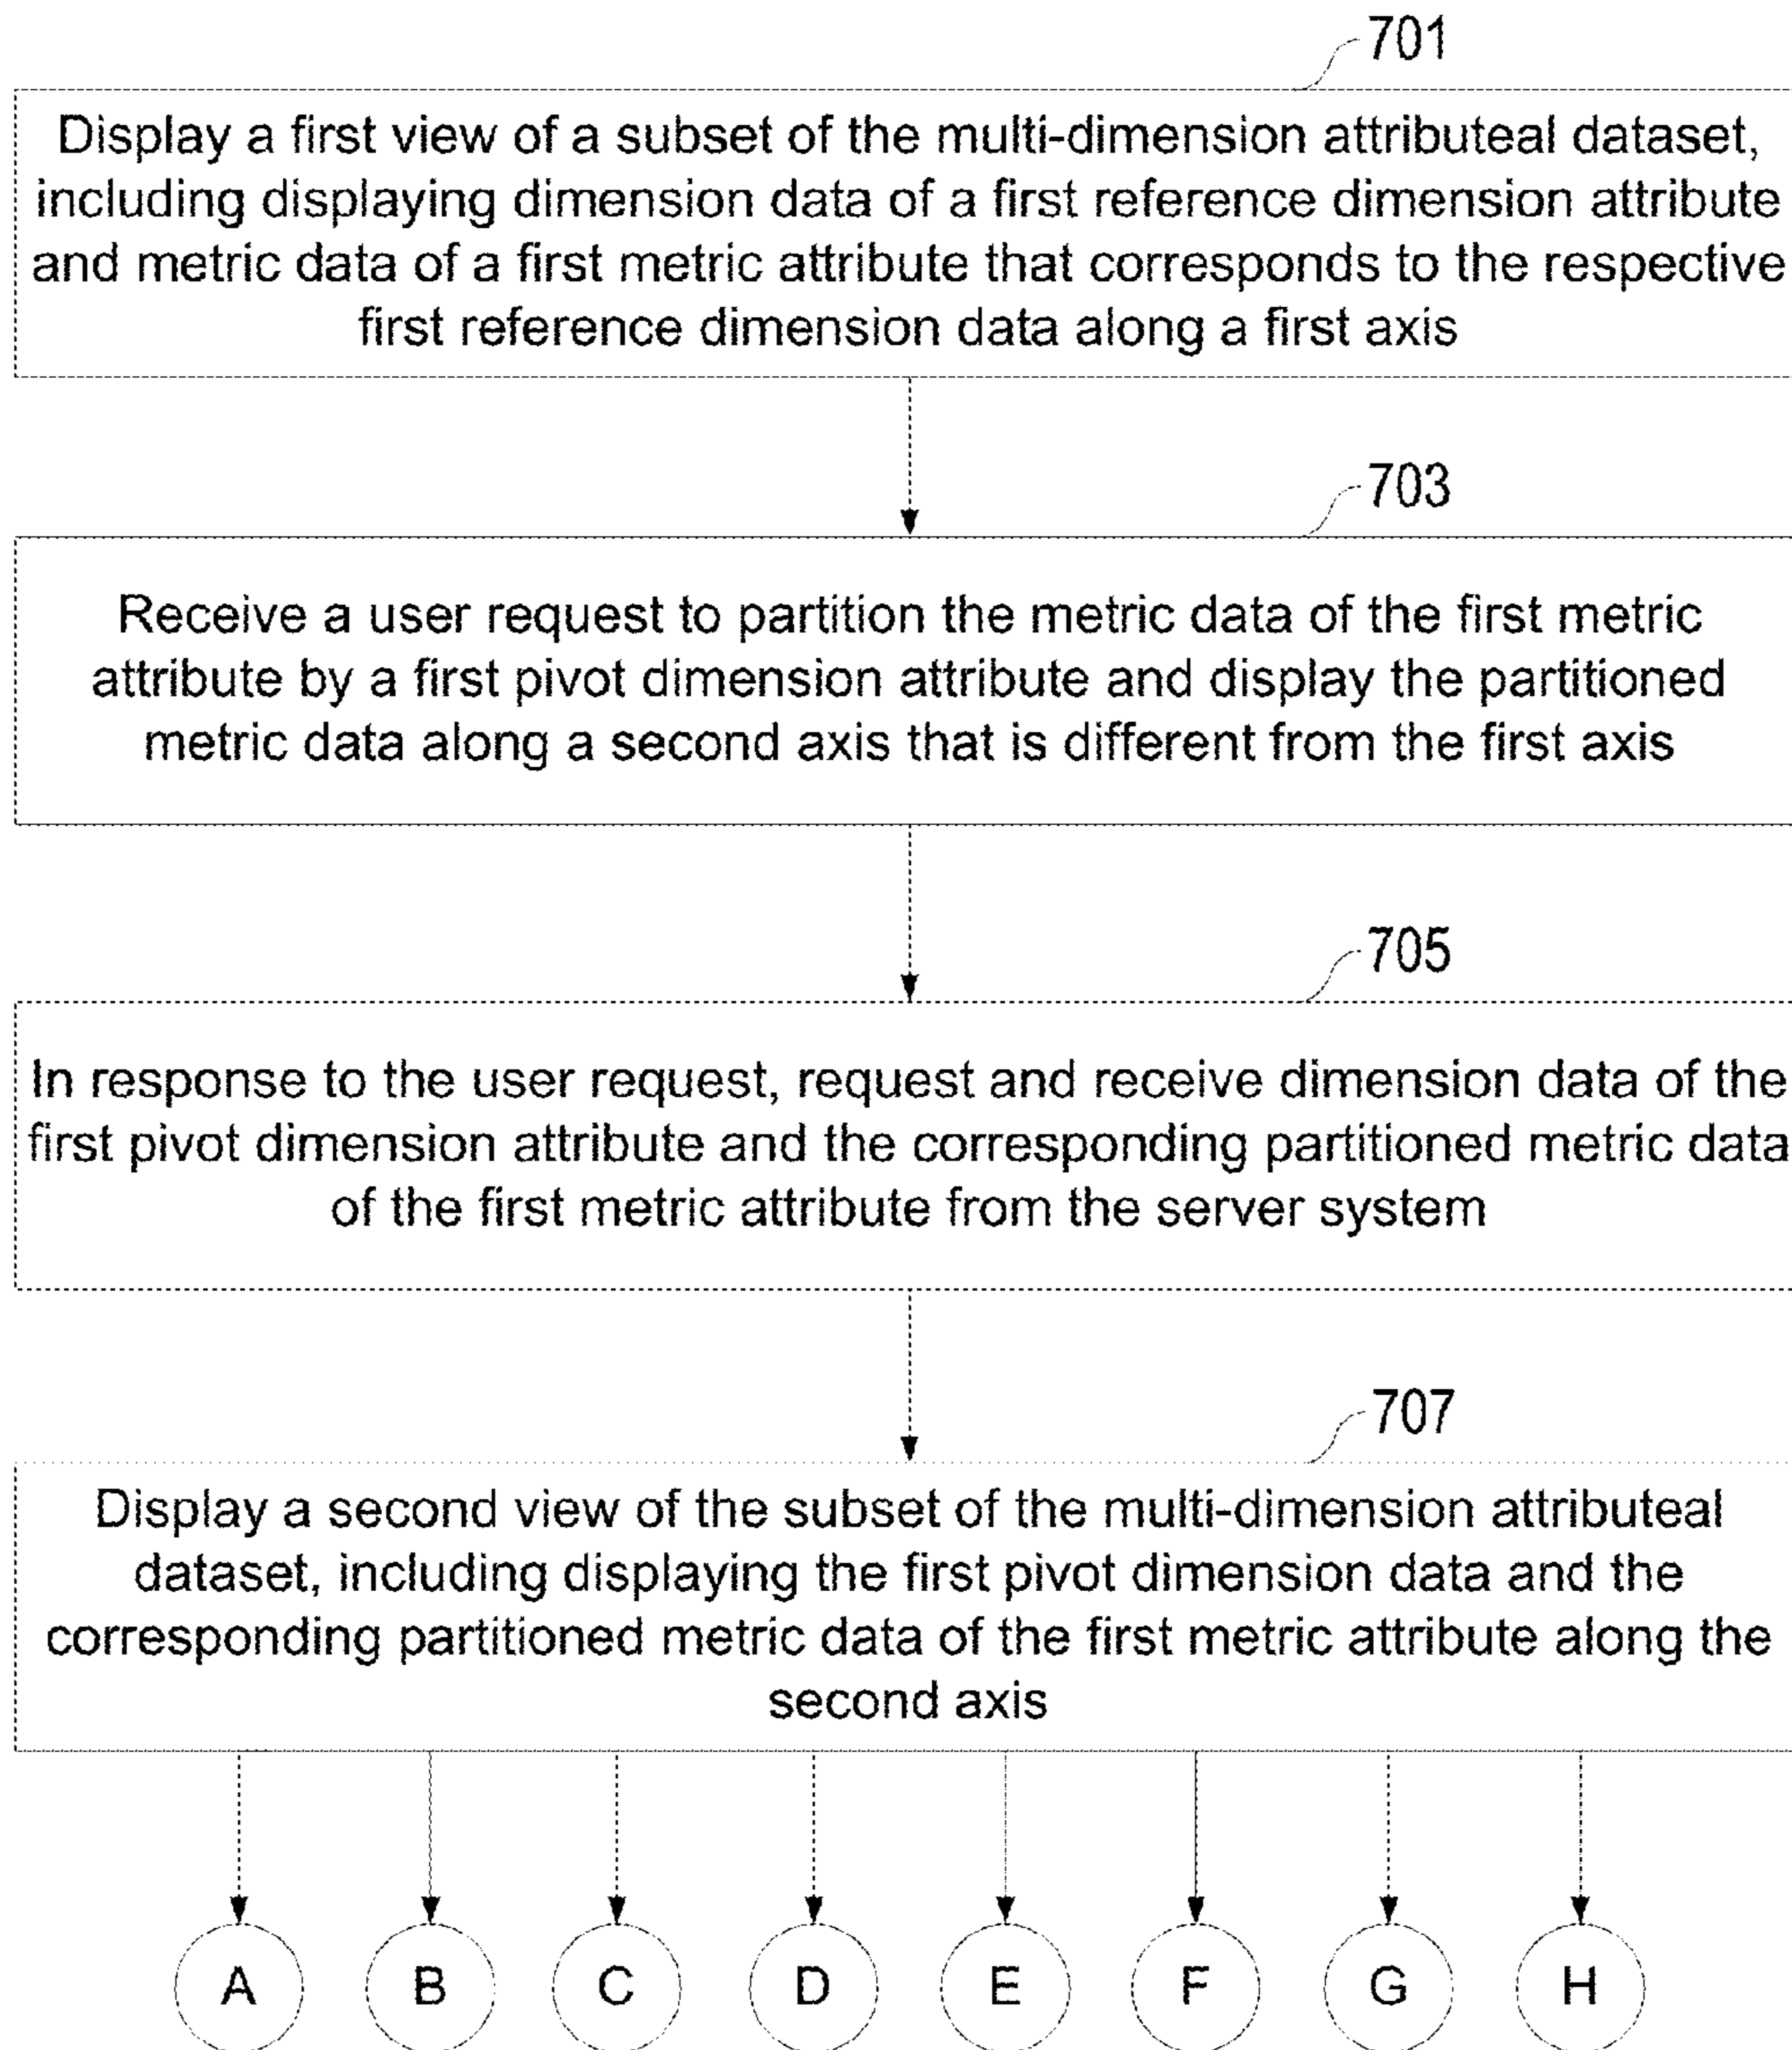 701
Display a first view of a subset of the multi-dimension attributeal dataset,
including displaying dimension data of a first reference dimension attribute
and metric data of a first metric attribute that corresponds to the respective
first reference dimension data along a first axis
703
Receive a user request to partition the metric data of the first metric
attribute by a first pivot dimension attribute and display the partitioned
metric data along a second axis that is different from the first axis
705
In response to the user request, request and receive dimension data of the
first pivot dimension attribute and the corresponding partitioned metric data
of the first metric attribute from the server system
707
Display a second view of the subset of the multi-dimension attributeal
dataset, including displaying the first pivot dimension data and the
corresponding partitioned metric data of the first metric attribute along the
second axis
A B C D E F G H